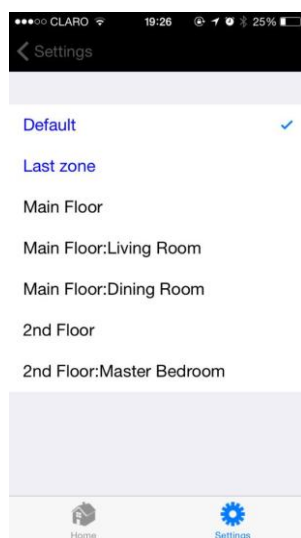 CLARO 19:26 25%
Settings
Default
Last zone
Main Floor
Main Floor:Living Room
Main Floor:Dining Room
2nd Floor
2nd Floor:Master Bedroom
Home Settings